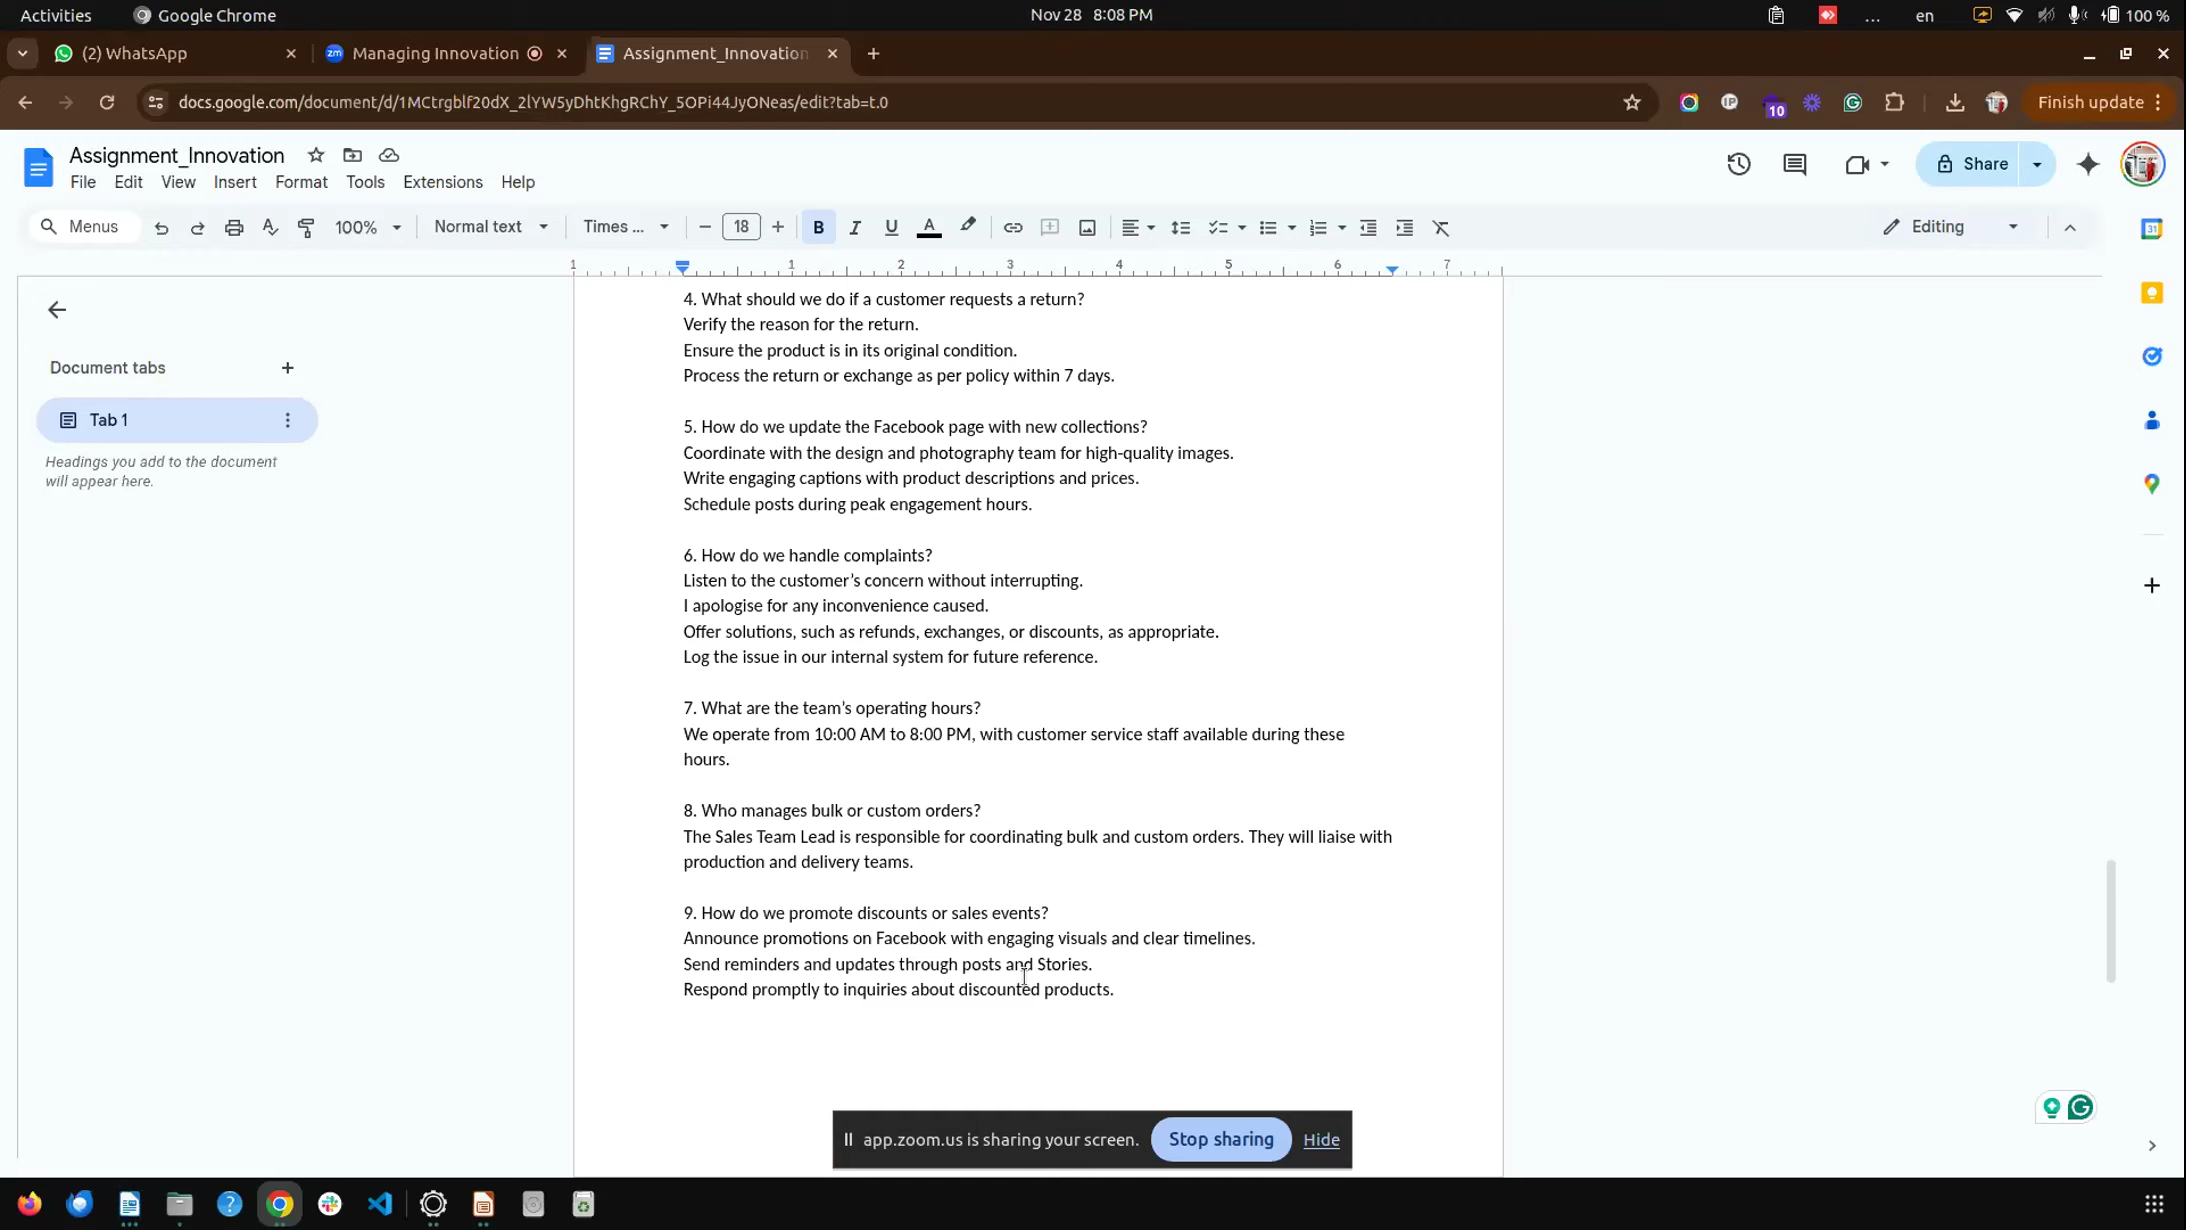 Activities
Google Chrome
Nov 28 8:08 PM
...
en
100 %
(2) WhatsApp
zm
Managing Innovation
Assignment_Innovation
docs.google.com/document/d/1MCtrgblf20dX_2lYW5yDhtKhgRChY_5OPi44JyONeas/edit?tab=t.0
IP
10
Finish update
Assignment_Innovation
File Edit View Insert Format Tools Extensions Help
Share
Menus
100%
Normal text
Times ...
18
B I U A
Editing
31
1 1 2 3 4 5 6 7
Document tabs
Tab 1
Headings you add to the document
will appear here.
4. What should we do if a customer requests a return?
Verify the reason for the return.
Ensure the product is in its original condition.
Process the return or exchange as per policy within 7 days.
5. How do we update the Facebook page with new collections?
Coordinate with the design and photography team for high-quality images.
Write engaging captions with product descriptions and prices.
Schedule posts during peak engagement hours.
6. How do we handle complaints?
Listen to the customer’s concern without interrupting.
I apologise for any inconvenience caused.
Offer solutions, such as refunds, exchanges, or discounts, as appropriate.
Log the issue in our internal system for future reference.
7. What are the team’s operating hours?
We operate from 10:00 AM to 8:00 PM, with customer service staff available during these
hours.
8. Who manages bulk or custom orders?
The Sales Team Lead is responsible for coordinating bulk and custom orders. They will liaise with
production and delivery teams.
9. How do we promote discounts or sales events?
Announce promotions on Facebook with engaging visuals and clear timelines.
Send reminders and updates through posts and Stories.
Respond promptly to inquiries about discounted products.
app.zoom.us is sharing your screen.
Stop sharing
Hide